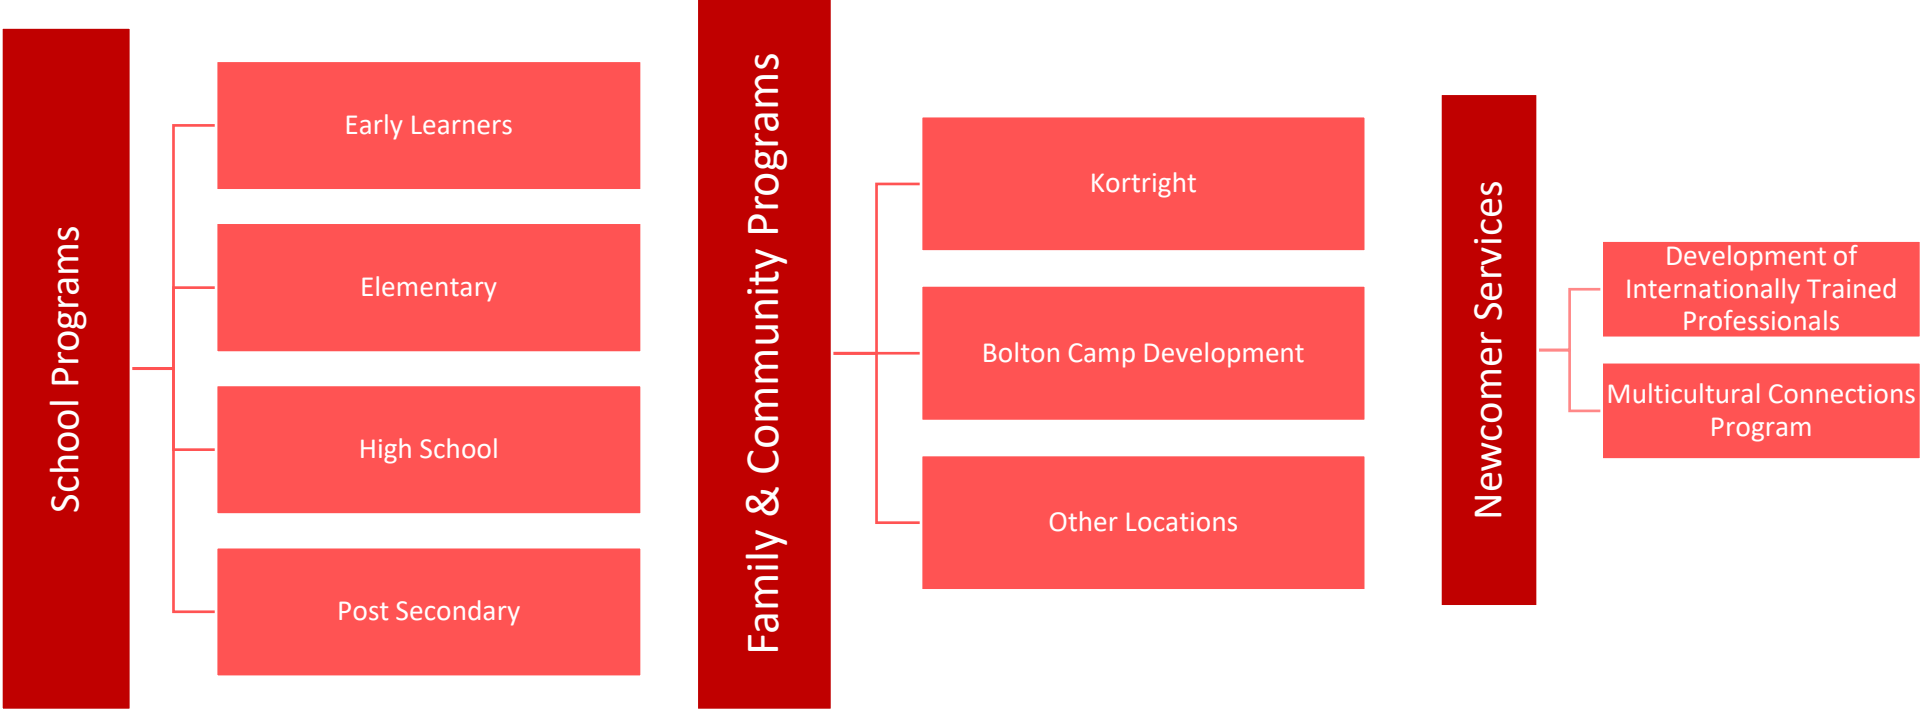 School Programs
Early Learners
Elementary
High School
Post Secondary
Family & Community Programs
Kortright
Bolton Camp Development
Other Locations
Newcomer Services
Development of
Internationally Trained
Professionals
Multicultural Connections
Program